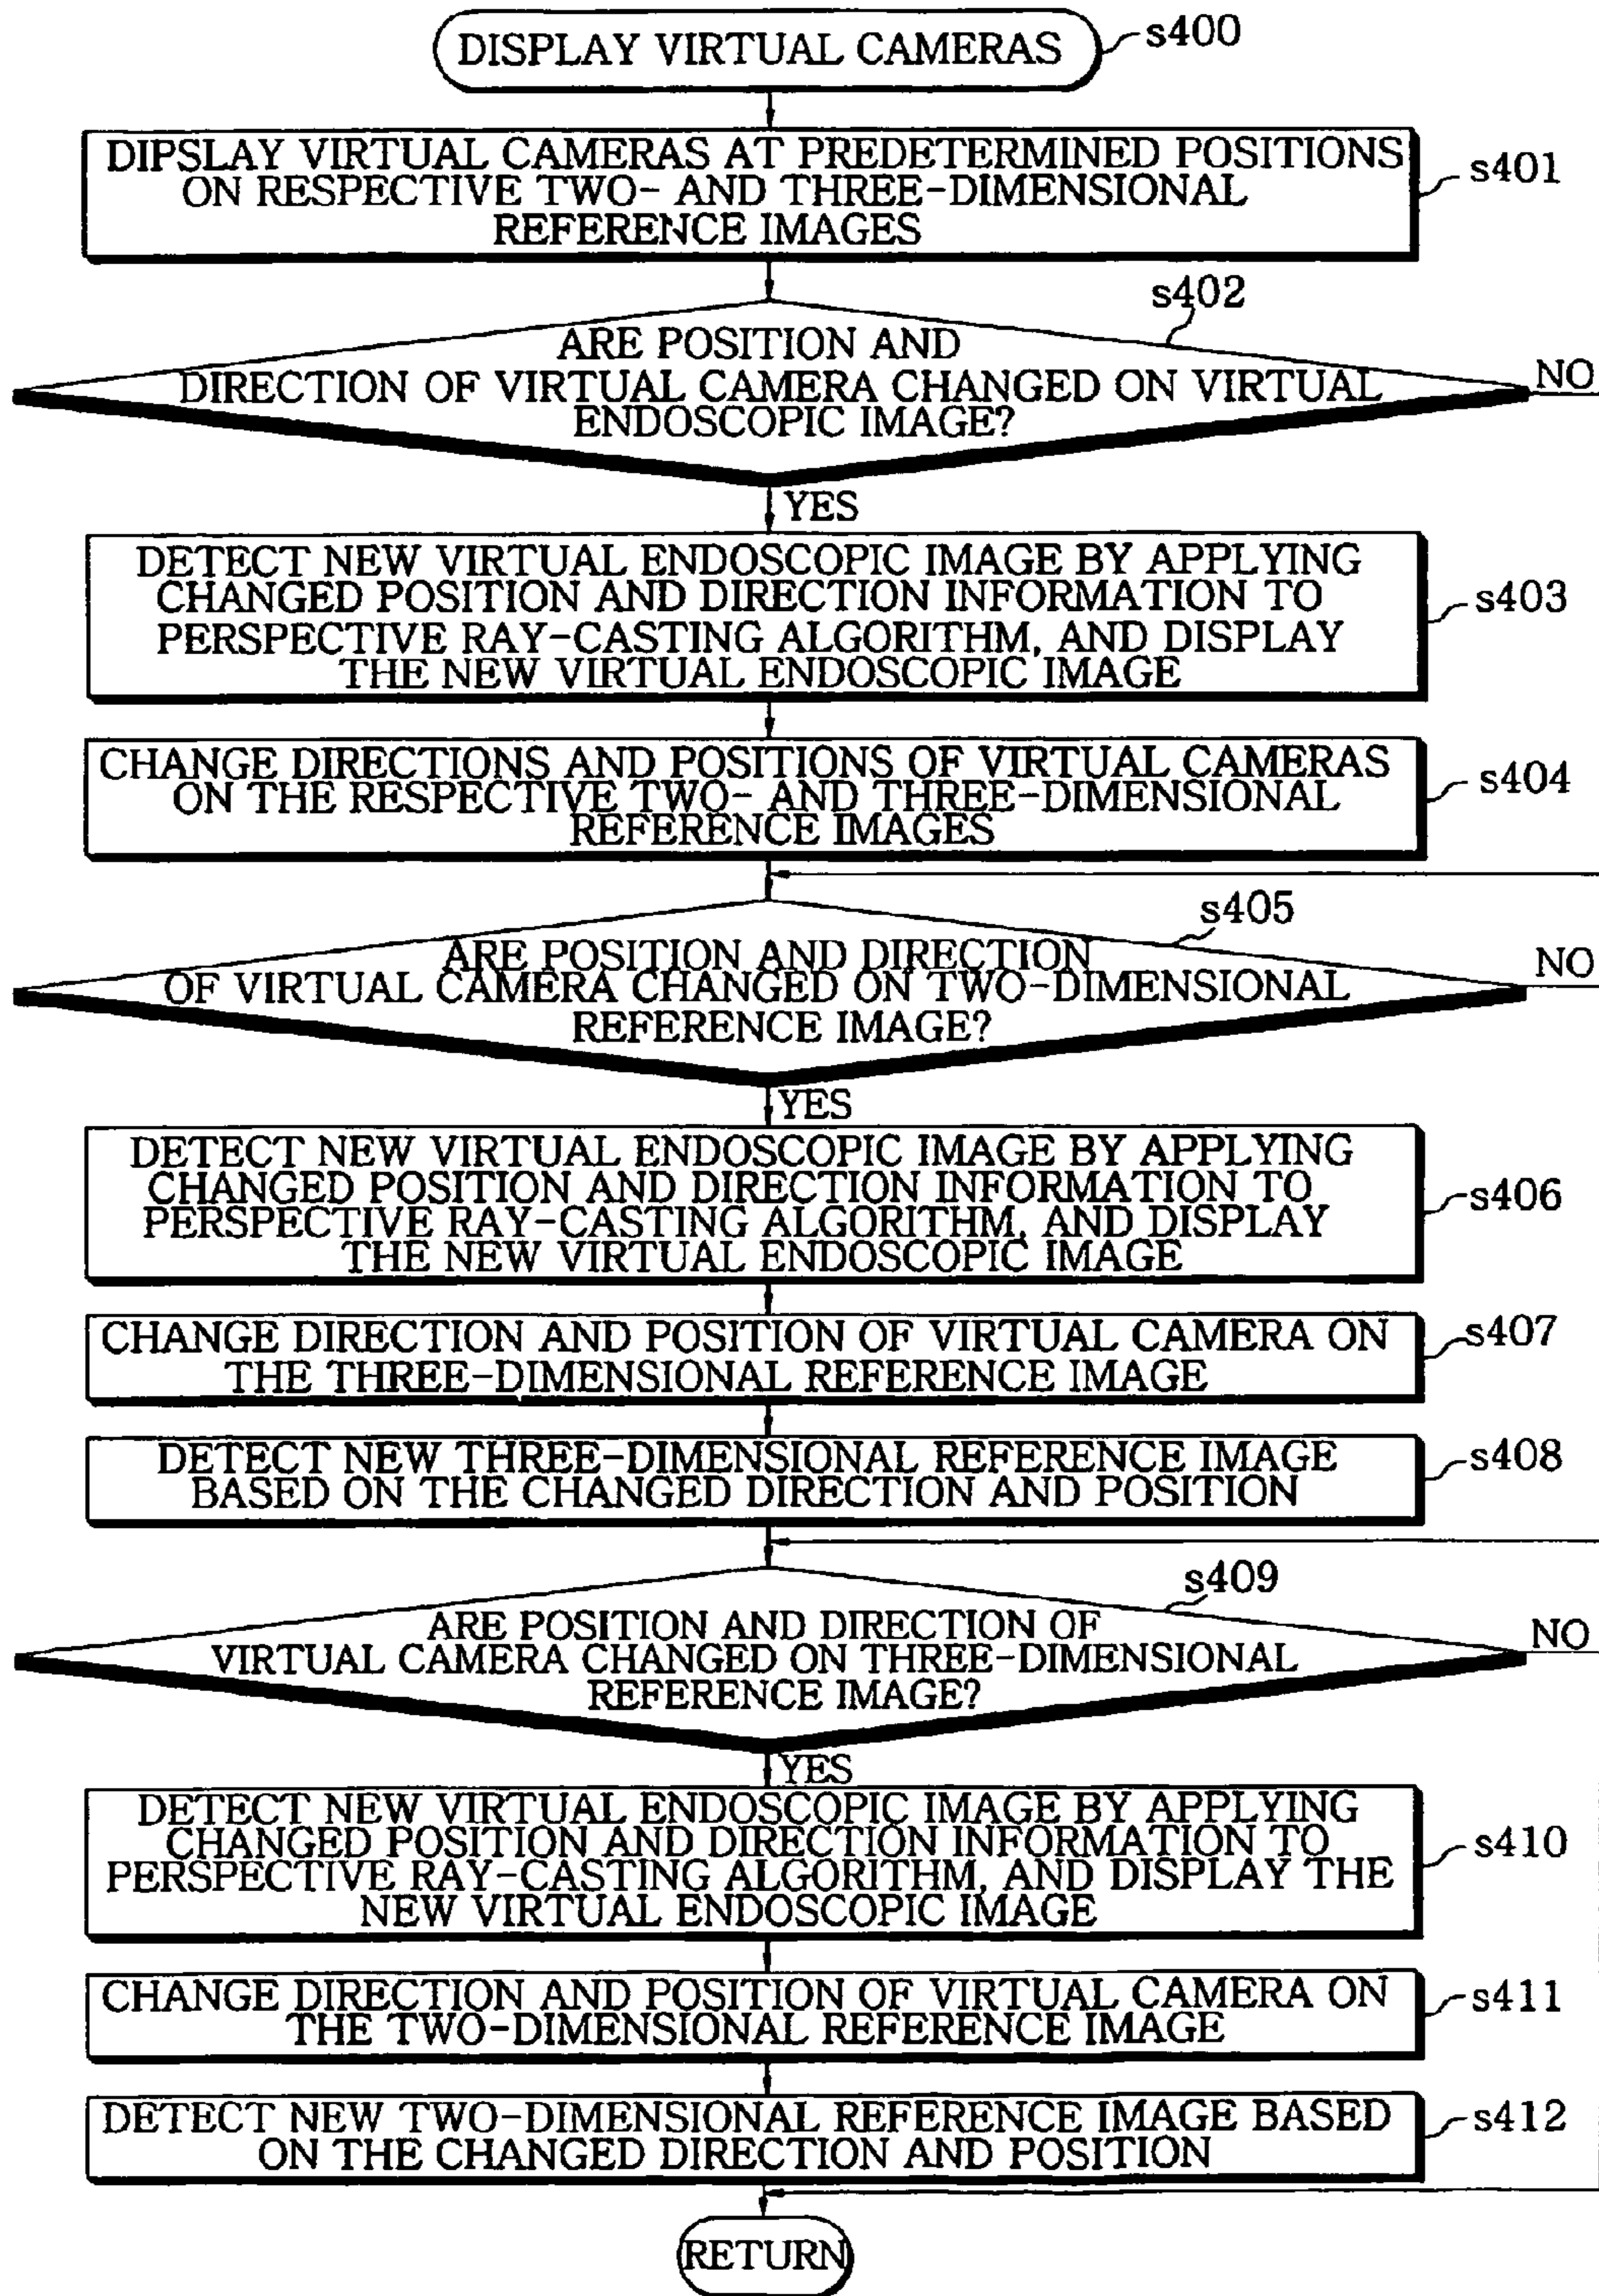 DISPLAY VIRTUAL CAMERAS
s400
DIPSLAY VIRTUAL CAMERAS AT PREDETERMINED POSITIONS
ON RESPECTIVE TWO- AND THREE-DIMENSIONAL
REFERENCE IMAGES
s401
s402
ARE POSITION AND
DIRECTION OF VIRTUAL CAMERA CHANGED ON VIRTUAL
ENDOSCOPIC IMAGE?
NO
YES
DETECT NEW VIRTUAL ENDOSCOPIC IMAGE BY APPLYING
CHANGED POSITION AND DIRECTION INFORMATION TO
PERSPECTIVE RAY-CASTING ALGORITHM, AND DISPLAY
THE NEW VIRTUAL ENDOSCOPIC IMAGE
s403
CHANGE DIRECTIONS AND POSITIONS OF VIRTUAL CAMERAS
ON THE RESPECTIVE TWO- AND THREE-DIMENSIONAL
REFERENCE IMAGES
s404
s405
ARE POSITION AND DIRECTION
OF VIRTUAL CAMERA CHANGED ON TWO-DIMENSIONAL
REFERENCE IMAGE?
NO
YES
DETECT NEW VIRTUAL ENDOSCOPIC IMAGE BY APPLYING
CHANGED POSITION AND DIRECTION INFORMATION TO
PERSPECTIVE RAY-CASTING ALGORITHM, AND DISPLAY
THE NEW VIRTUAL ENDOSCOPIC IMAGE
s406
CHANGE DIRECTION AND POSITION OF VIRTUAL CAMERA ON
THE THREE-DIMENSIONAL REFERENCE IMAGE
s407
DETECT NEW THREE-DIMENSIONAL REFERENCE IMAGE
BASED ON THE CHANGED DIRECTION AND POSITION
s408
s409
ARE POSITION AND DIRECTION OF
VIRTUAL CAMERA CHANGED ON THREE-DIMENSIONAL
REFERENCE IMAGE?
NO
YES
DETECT NEW VIRTUAL ENDOSCOPIC IMAGE BY APPLYING
CHANGED POSITION AND DIRECTION INFORMATION TO
PERSPECTIVE RAY-CASTING ALGORITHM, AND DISPLAY THE
NEW VIRTUAL ENDOSCOPIC IMAGE
s410
CHANGE DIRECTION AND POSITION OF VIRTUAL CAMERA ON
THE TWO-DIMENSIONAL REFERENCE IMAGE
s411
DETECT NEW TWO-DIMENSIONAL REFERENCE IMAGE BASED
ON THE CHANGED DIRECTION AND POSITION
s412
RETURN